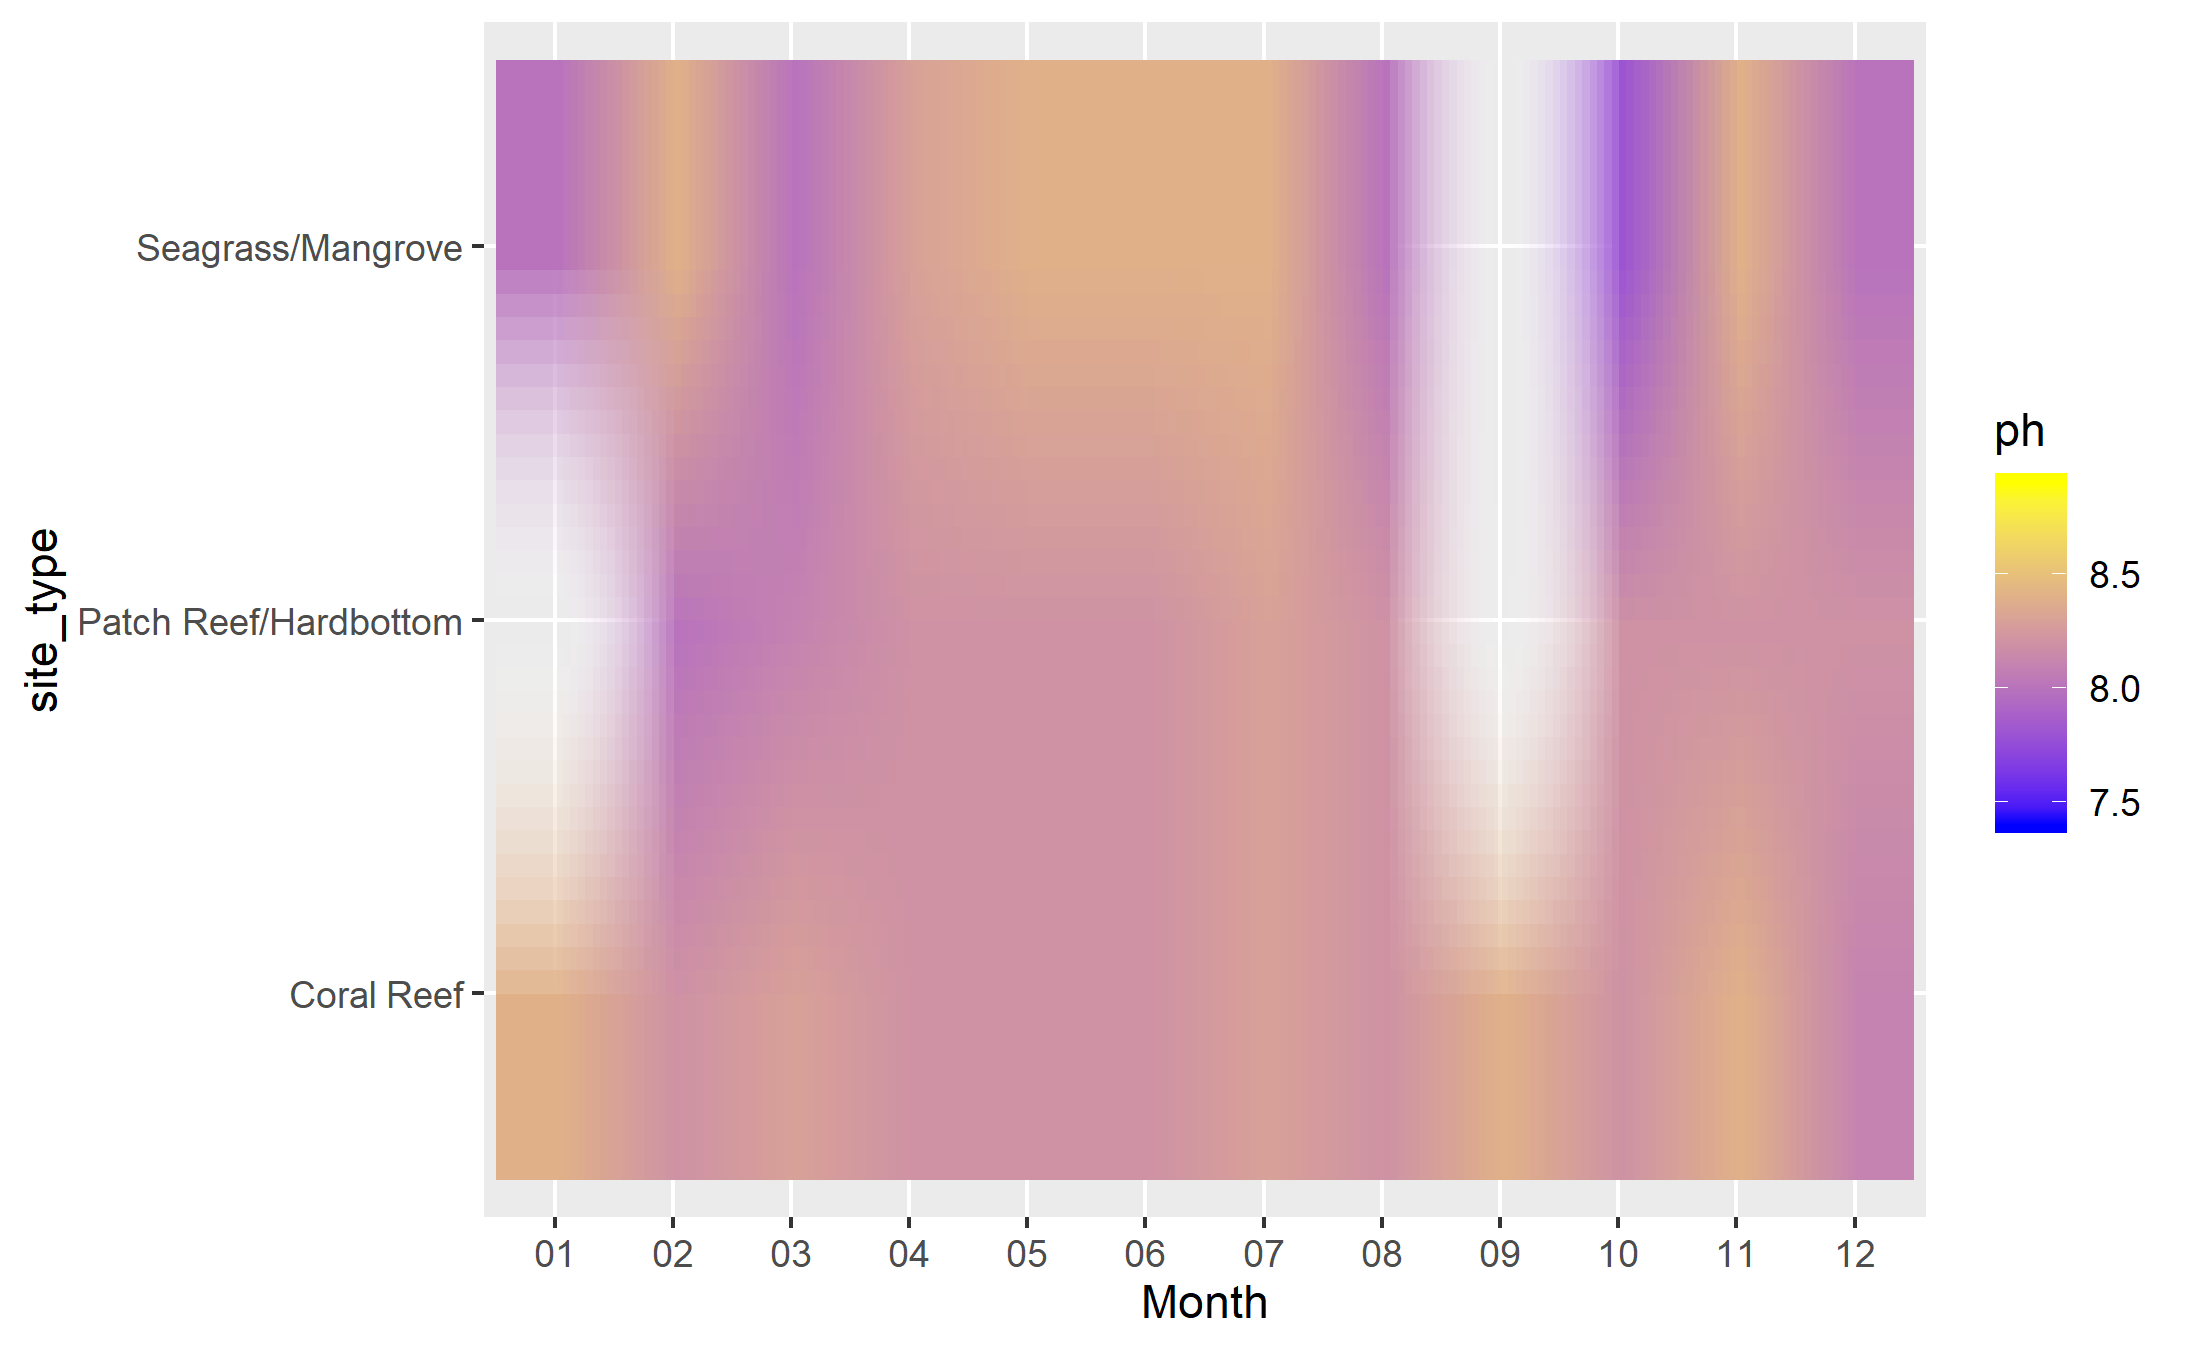 site_type
Seagrass/Mangrove
Patch Reef/Hardbottom
Coral Reef
01 02 03 04 05 06 07 08 09 10 11 12
Month
ph
8.5
8.0
7.5